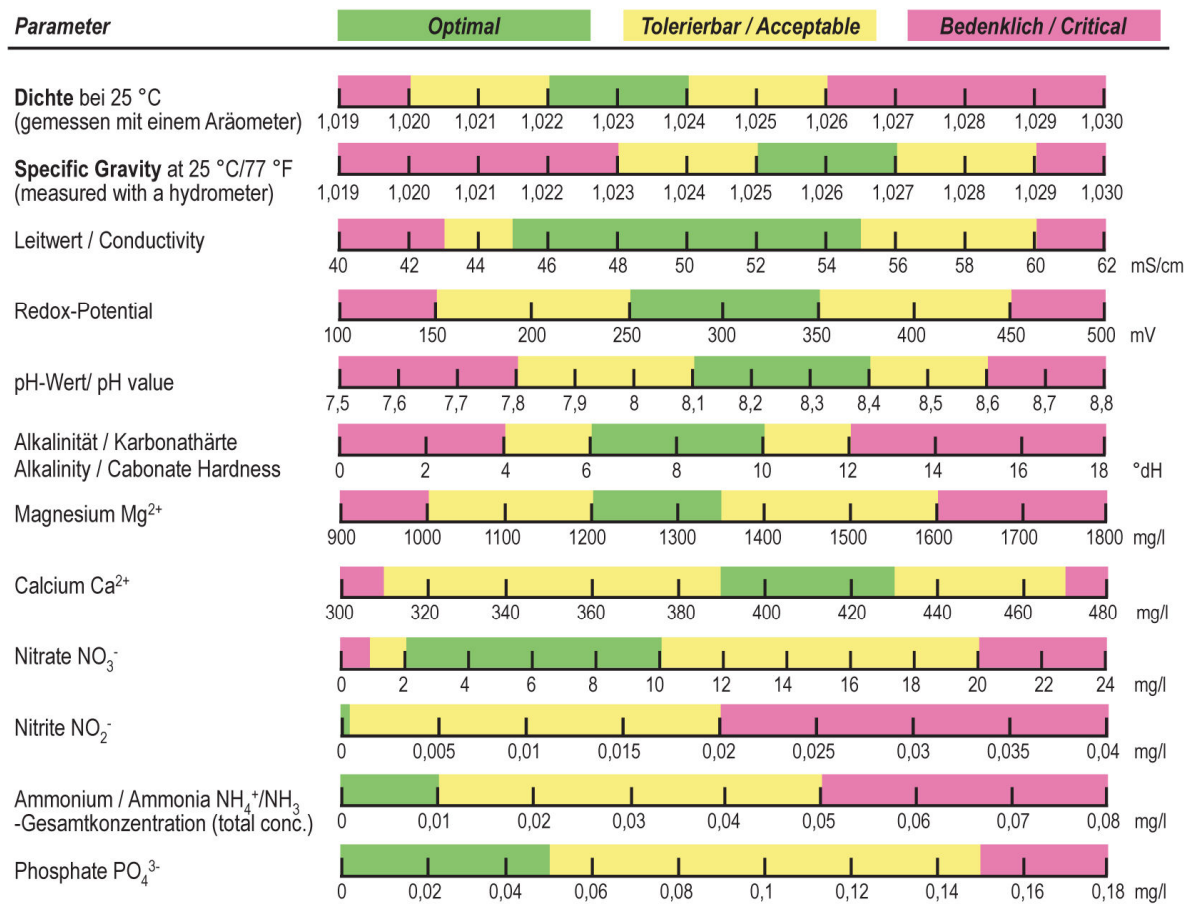 Parameter Optimal Tolerierbar / Acceptable Bedenklich / Critical
Dichte bei 25 °C
(gemessen mit einem Aräometer)
1,019 1,020 1,021 1,022 1,023 1,024 1,025 1,026 1,027 1,028 1,029 1,030
Specific Gravity at 25 °C/77 °F
(measured with a hydrometer)
1,019 1,020 1,021 1,022 1,023 1,024 1,025 1,026 1,027 1,028 1,029 1,030
Leitwert / Conductivity
40 42 44 46 48 50 52 54 56 58 60 62 mS/cm
Redox-Potential
100 150 200 250 300 350 400 450 500 mV
pH-Wert/ pH value
7,5 7,6 7,7 7,8 7,9 8 8,1 8,2 8,3 8,4 8,5 8,6 8,7 8,8
Alkalinität / Karbonathärte
Alkalinity / Cabonate Hardness
0 2 4 6 8 10 12 14 16 18 °dH
Magnesium Mg²⁺
900 1000 1100 1200 1300 1400 1500 1600 1700 1800 mg/l
Calcium Ca²⁺
300 320 340 360 380 400 420 440 460 480 mg/l
Nitrate NO₃⁻
0 2 4 6 8 10 12 14 16 18 20 22 24 mg/l
Nitrite NO₂⁻
0 0,005 0,01 0,015 0,02 0,025 0,03 0,035 0,04 mg/l
Ammonium / Ammonia NH₄⁺/NH₃
-Gesamtkonzentration (total conc.)
0 0,01 0,02 0,03 0,04 0,05 0,06 0,07 0,08 mg/l
Phosphate PO₄³⁻
0 0,02 0,04 0,06 0,08 0,1 0,12 0,14 0,16 0,18 mg/l